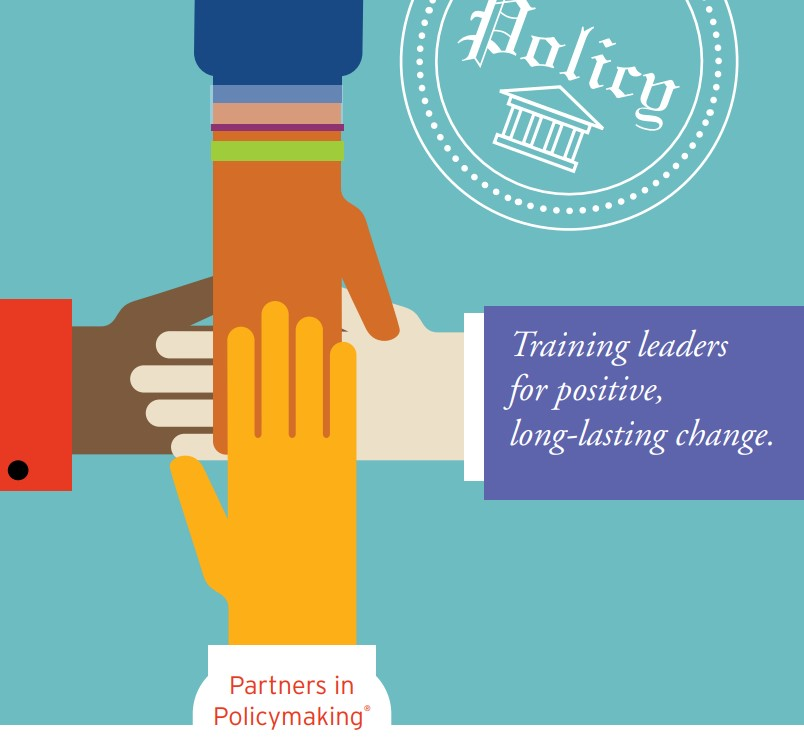 Policy
Training leaders
for positive,
long-lasting change.
Partners in
Policymaking®